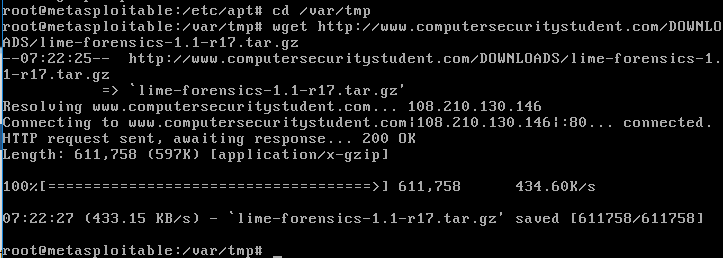 root@metasploitable:/etc/apt# cd /var/tmp
root@metasploitable:/var/tmp# wget http://www.computersecuritystudent.com/DOWNLO
ADS/lime-forensics-1.1-r17.tar.gz
--07:22:25--  http://www.computersecuritystudent.com/DOWNLOADS/lime-forensics-1.
1-r17.tar.gz
           => `lime-forensics-1.1-r17.tar.gz'
Resolving www.computersecuritystudent.com... 108.210.130.146
Connecting to www.computersecuritystudent.com|108.210.130.146|:80... connected.
HTTP request sent, awaiting response... 200 OK
Length: 611,758 (597K) [application/x-gzip]
100%[====================================>] 611,758      434.60K/s
07:22:27 (433.15 KB/s) - `lime-forensics-1.1-r17.tar.gz' saved [611758/611758]
root@metasploitable:/var/tmp# _